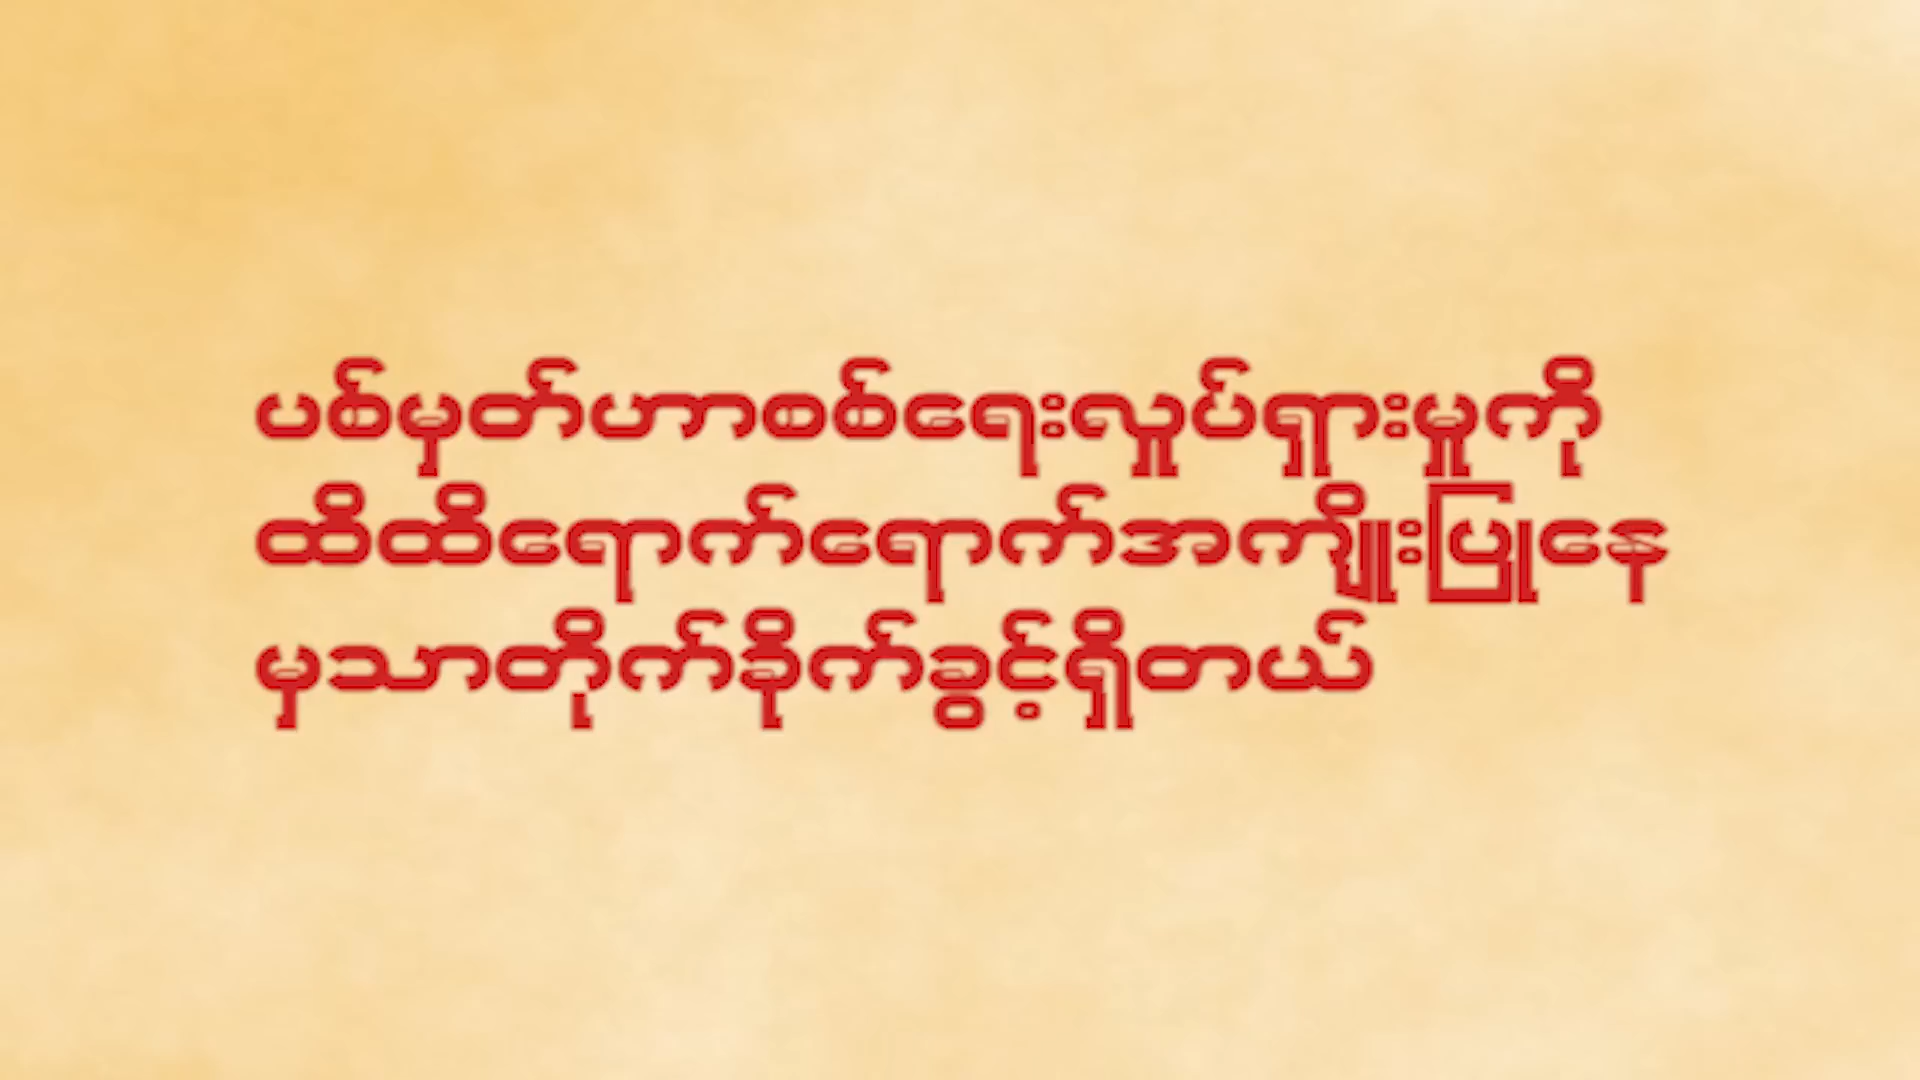 ပစ်မှတ်ဟာစစ်ရေးလှုပ်ရှားမှုကို
ထိထိရောက်ရောက်အကျိုးပြုနေ
မှသာတိုက်ခိုက်ခွင့်ရှိတယ်